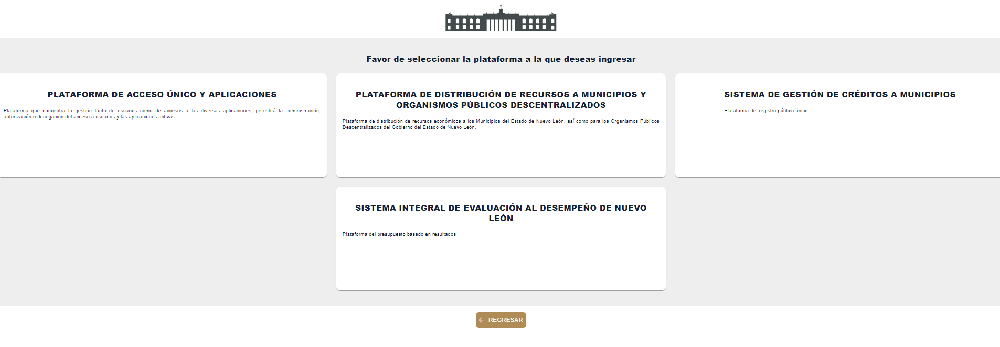 Favor de seleccionar la plataforma a la que deseas ingresar
PLATAFORMA DE ACCESO ÚNICO Y APLICACIONES
Plataforma que concentra la gestión tanto de usuarios como de accesos a las diversas aplicaciones; permitirá la administración,
autorización o denegación del acceso a usuarios y las aplicaciones activas.
PLATAFORMA DE DISTRIBUCIÓN DE RECURSOS A MUNICIPIOS Y
ORGANISMOS PÚBLICOS DESCENTRALIZADOS
Plataforma de distribución de recursos económicos a los Municipios del Estado de Nuevo León, así como para los Organismos Públicos
Descentralizados del Gobierno del Estado de Nuevo León.
SISTEMA DE GESTIÓN DE CRÉDITOS A MUNICIPIOS
Plataforma del registro público único
SISTEMA INTEGRAL DE EVALUACIÓN AL DESEMPEÑO DE NUEVO
LEÓN
Plataforma del presupuesto basado en resultados
REGRESAR